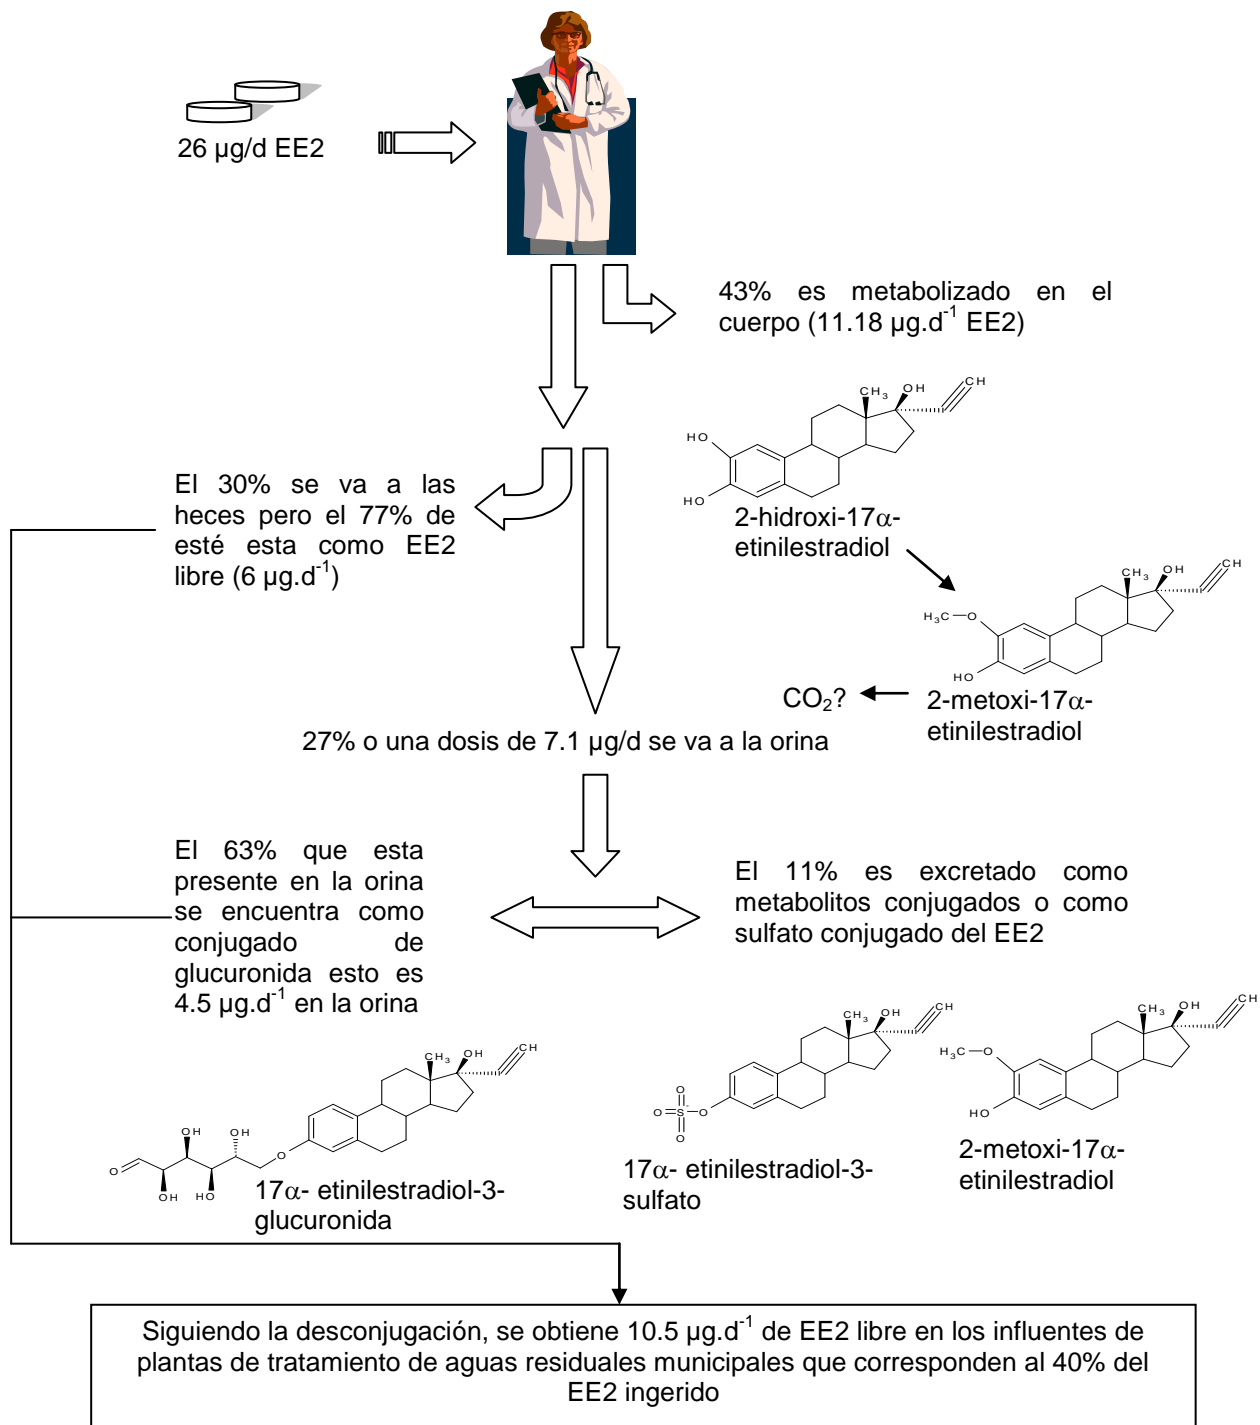 26 µg/d EE2
43% es metabolizado en el
cuerpo (11.18 µg.d⁻¹ EE2)
CH₃
OH
CH
HO
HO
2-hidroxi-17α-
etinilestradiol
El 30% se va a las
heces pero el 77% de
esté esta como EE2
libre (6 µg.d⁻¹)
CH₃
OH
CH
H₃C
O
HO
CO₂?
2-metoxi-17α-
etinilestradiol
27% o una dosis de 7.1 µg/d se va a la orina
El 63% que esta
presente en la orina
se encuentra como
conjugado de
glucuronida esto es
4.5 µg.d⁻¹ en la orina
El 11% es excretado como
metabolitos conjugados o como
sulfato conjugado del EE2
CH₃
OH
CH
O
OH
OH
OH
HO
O
17α- etinilestradiol-3-
glucuronida
CH₃
OH
CH
O
O S⁻ O
O
17α- etinilestradiol-3-
sulfato
CH₃
OH
CH
H₃C
O
HO
2-metoxi-17α-
etinilestradiol
Siguiendo la desconjugación, se obtiene 10.5 µg.d⁻¹ de EE2 libre en los influentes de
plantas de tratamiento de aguas residuales municipales que corresponden al 40% del
EE2 ingerido